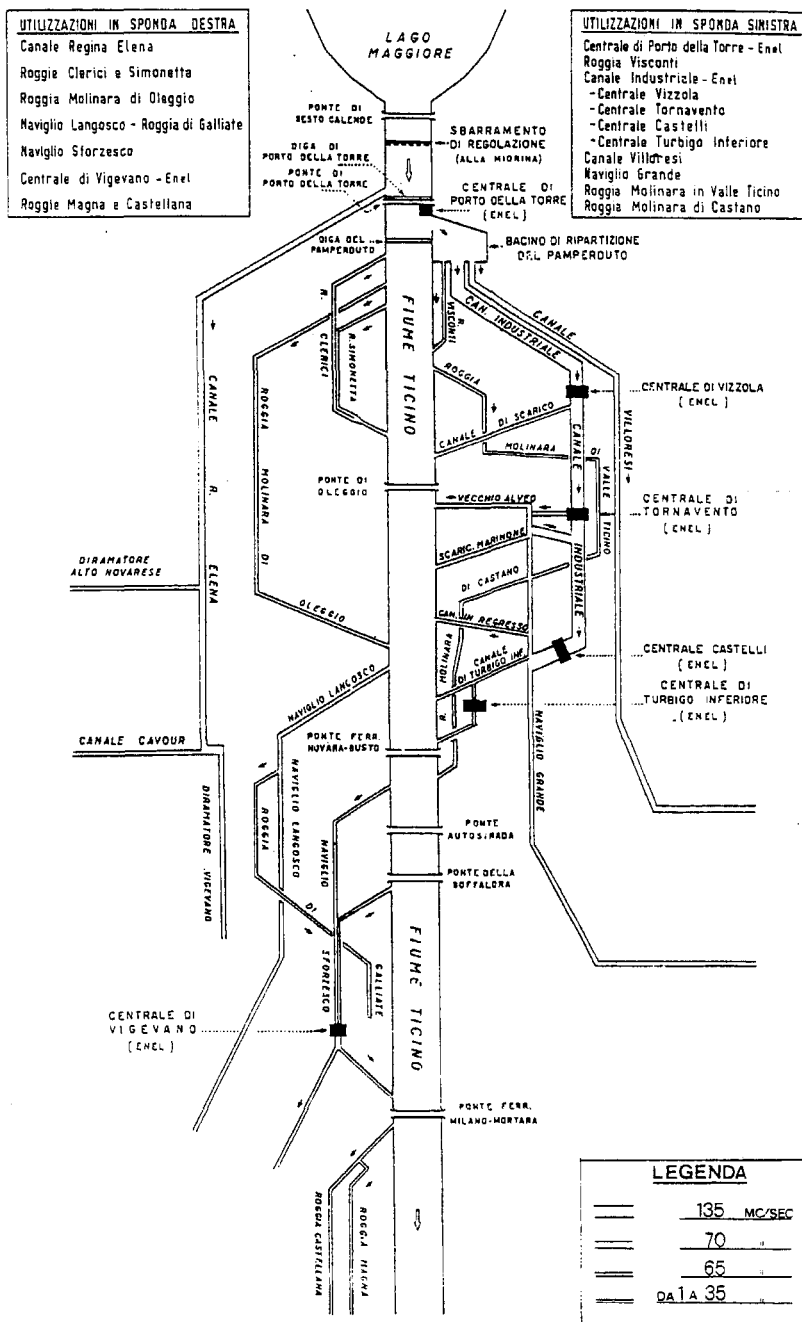 UTILIZZAZIONI IN SPONDA DESTRA
Canale Regina Elena
Roggie Clerici e Simonetta
Roggia Molinara di Oleggio
Naviglio Langosco - Roggia di Galliate
Naviglio Sforzesco
Centrale di Vigevano - Enel
Roggie Magna e Castellana
UTILIZZAZIONI IN SPONDA SINISTRA
Centrale di Porto della Torre - Enel
Roggia Visconti
Canale Industriale - Enel
- Centrale Vizzola
- Centrale Tornavento
- Centrale Castelli
- Centrale Turbigo Inferiore
Canale Villoresi
Naviglio Grande
Roggia Molinara in Valle Ticino
Roggia Molinara di Castano
LAGO
MAGGIORE
PONTE DI
SESTO CALENDE
SBARRAMENTO
DI REGOLAZIONE
(ALLA MIORINA)
DIGA DI
PORTO DELLA TORRE
PONTE DI
PORTO DELLA TORRE
CENTRALE DI
PORTO DELLA TORRE
(ENEL)
DIGA DEL
PAMPERDUTO
BACINO DI RIPARTIZIONE
DEL PAMPERDUTO
FIUME TICINO
R. CLERICI
R. SIMONETTA
R. VISCONTI
CAN. INDUSTRIALE
CANALE VILLORESI
CANALE R. ELENA
ROGGIA MOLINARA DI OLEGGIO
ROGGIA MOLINARA DI VALLE TICINO
CANALE DI SCARICO
CENTRALE DI VIZZOLA
(ENEL)
CANALE INDUSTRIALE
PONTE DI
OLEGGIO
VECCHIO ALVEO
CENTRALE DI
TORNAVENTO
(ENEL)
SCARIC. MARINONE
DIRAMATORE
ALTO NOVARESE
R. MOLINARA DI CASTANO
CAN. IN REGRESSO
CANALE
DI TURBIGO INF.
CENTRALE CASTELLI
(ENEL)
CENTRALE DI
TURBIGO INFERIORE
(ENEL)
NAVIGLIO LANGOSCO
NAVIGLIO GRANDE
CANALE CAVOUR
PONTE FERR.
NOVARA-BUSTO
DIRAMATORE VIGEVANO
NAVIGLIO LANGOSCO
ROGGIA DI GALLIATE
NAVIGLIO SFORZESCO
PONTE
AUTOSTRADA
PONTE DELLA
BOFFALORA
FIUME TICINO
CENTRALE DI
VIGEVANO
(ENEL)
PONTE FERR.
MILANO-MORTARA
ROGGIA CASTELLANA
ROGGIA MAGNA
LEGENDA
135 MC/SEC
70 "
65 "
DA 1 A 35 "